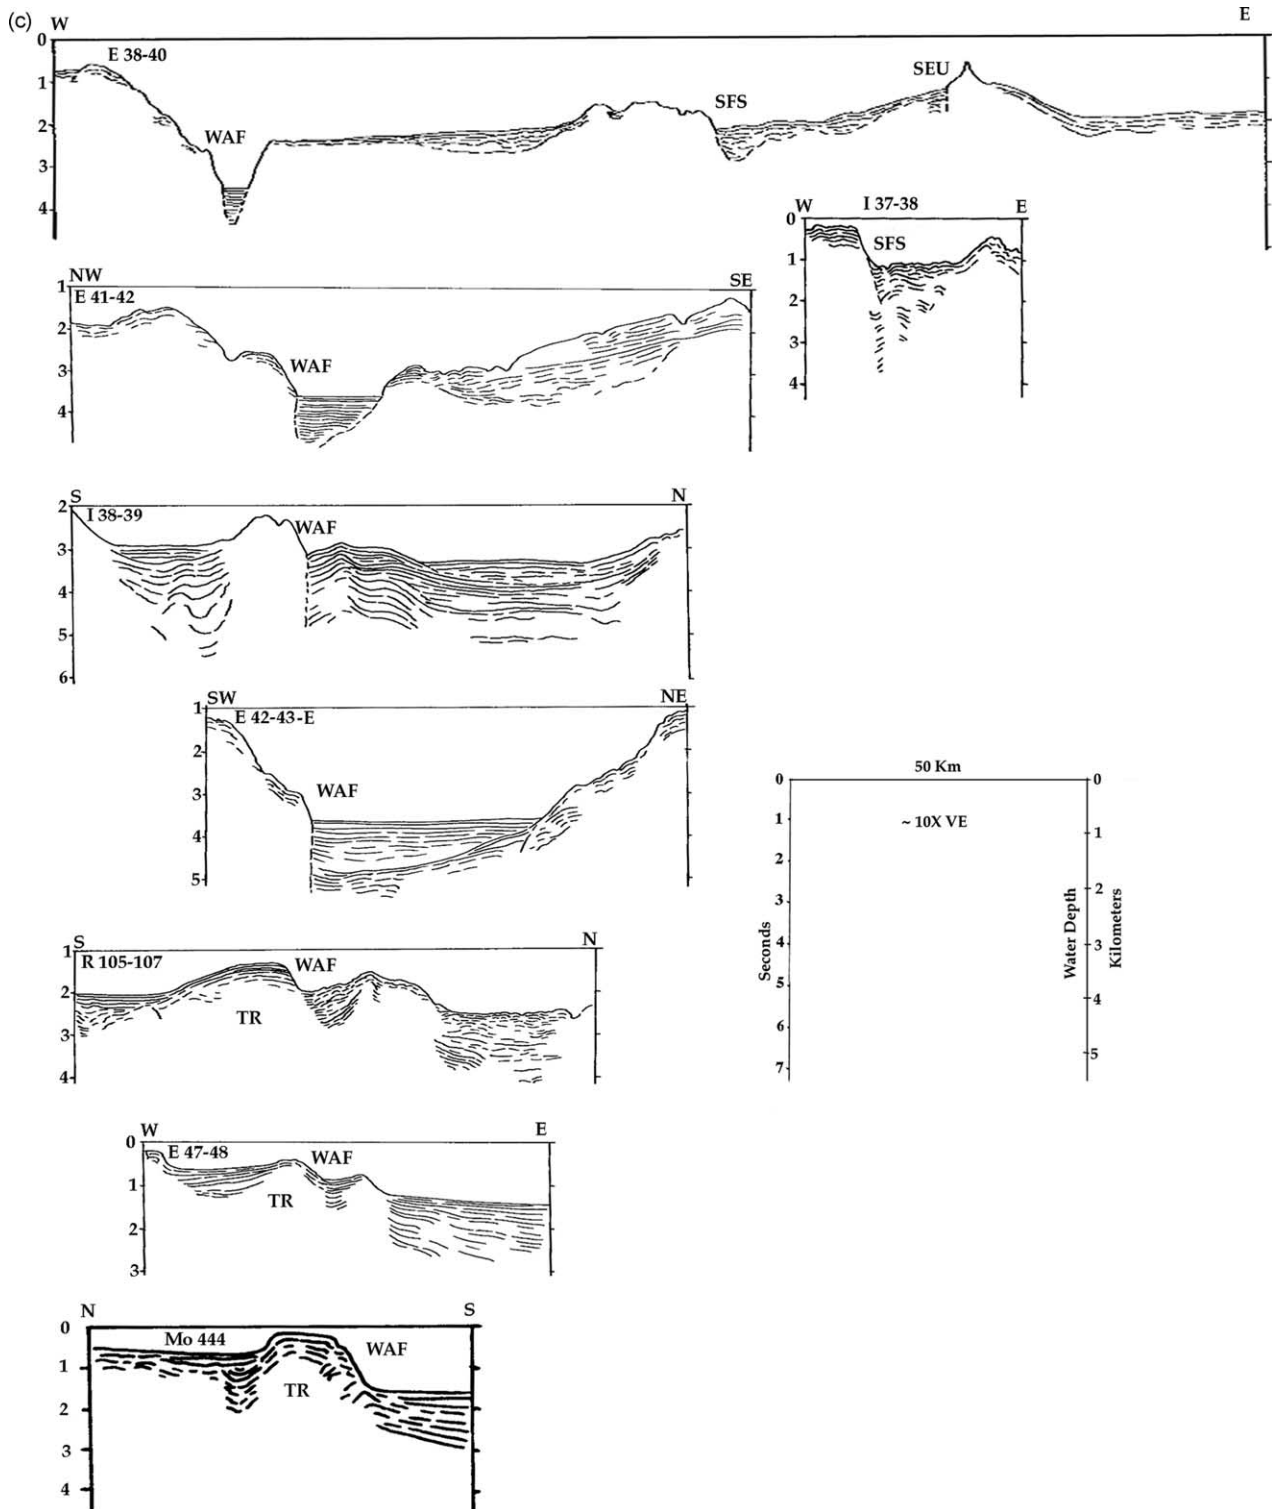 (c)
W E
E 38-40
0
1
2
3
4
WAF
SFS
SEU
W I 37-38 E
0
1
2
3
4
SFS
NW SE
E 41-42
1
2
3
4
WAF
S N
I 38-39
2
3
4
5
6
WAF
SW NE
E 42-43-E
1
2
3
4
5
WAF
50 Km
~ 10X VE
0
1
2
3
4
5
6
7
Seconds
0
1
2
3
4
5
Water Depth
Kilometers
S N
R 105-107
1
2
3
4
WAF
TR
W E
E 47-48
0
1
2
3
WAF
TR
N S
Mo 444
0
1
2
3
4
WAF
TR